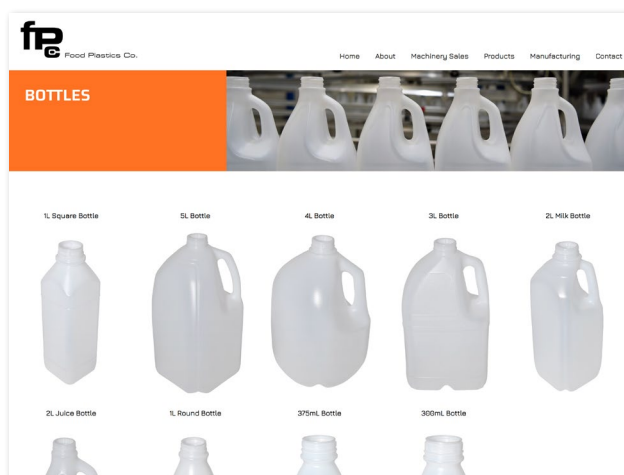 fpc Food Plastics Co.
Home About Machinery Sales Products Manufacturing Contact
BOTTLES
1L Square Bottle 5L Bottle 4L Bottle 3L Bottle 2L Milk Bottle
2L Juice Bottle 1L Round Bottle 375mL Bottle 300mL Bottle